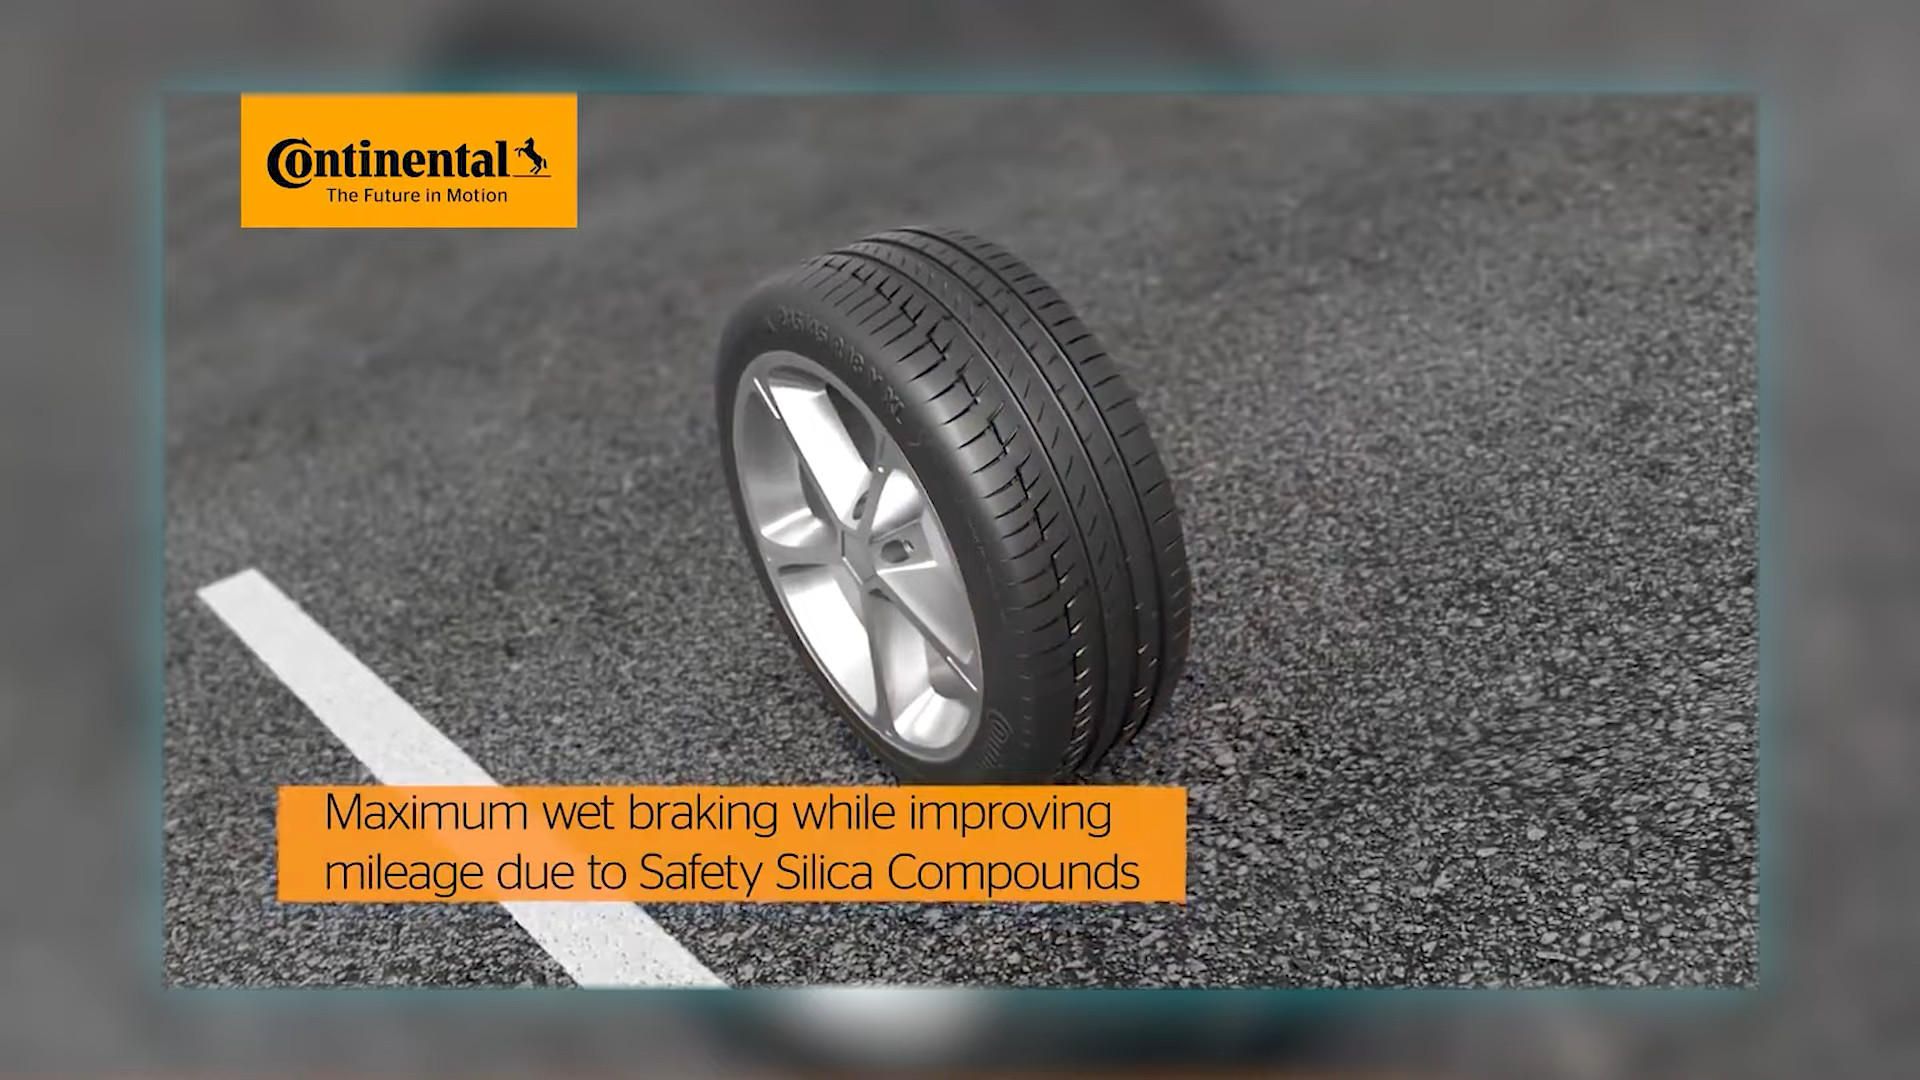 Continental
The Future in Motion
Maximum wet braking while improving
mileage due to Safety Silica Compounds